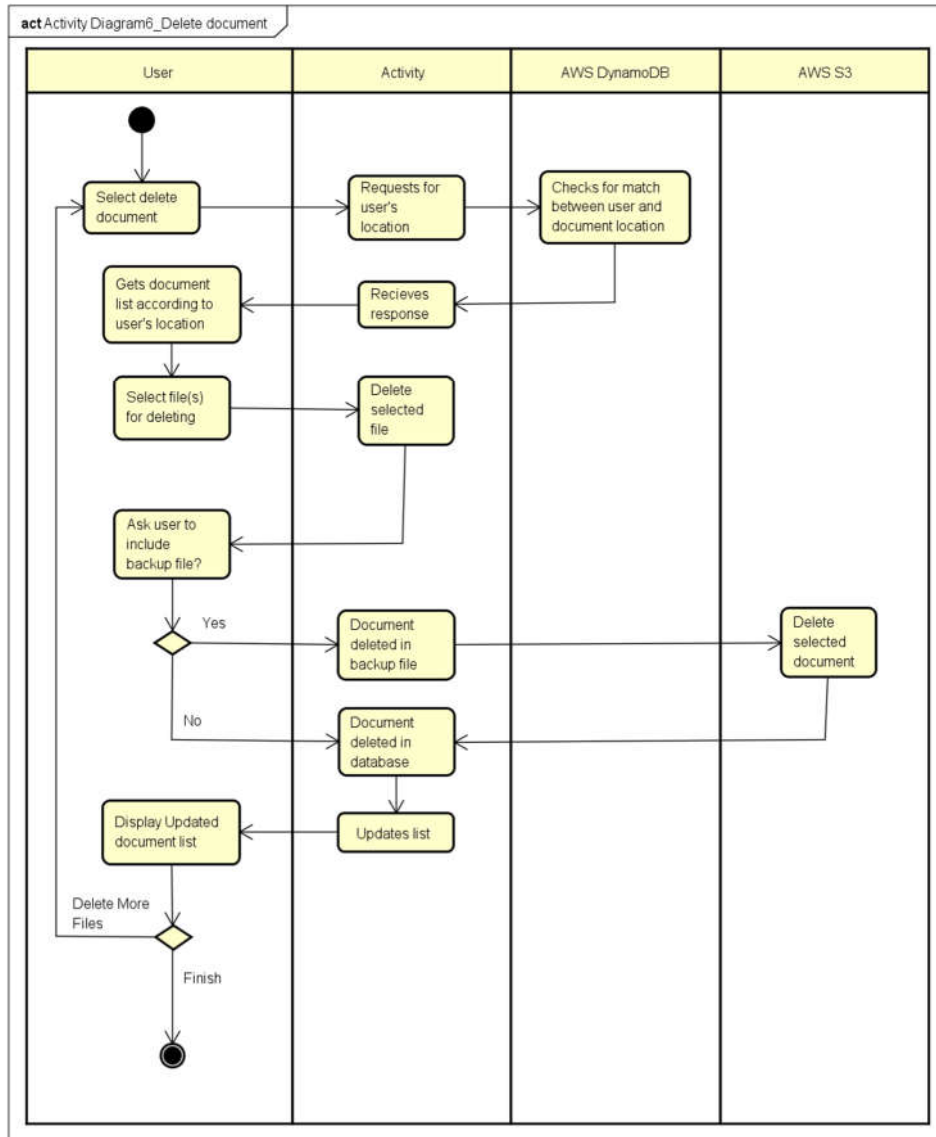 act Activity Diagram6_Delete document
User
Activity
AWS DynamoDB
AWS S3
Select delete
document
Requests for
user's
location
Checks for match
between user and
document location
Gets document
list according to
user's location
Recieves
response
Select file(s)
for deleting
Delete
selected
file
Ask user to
include
backup file?
Yes
Document
deleted in
backup file
Delete
selected
document
No
Document
deleted in
database
Display Updated
document list
Updates list
Delete More
Files
Finish